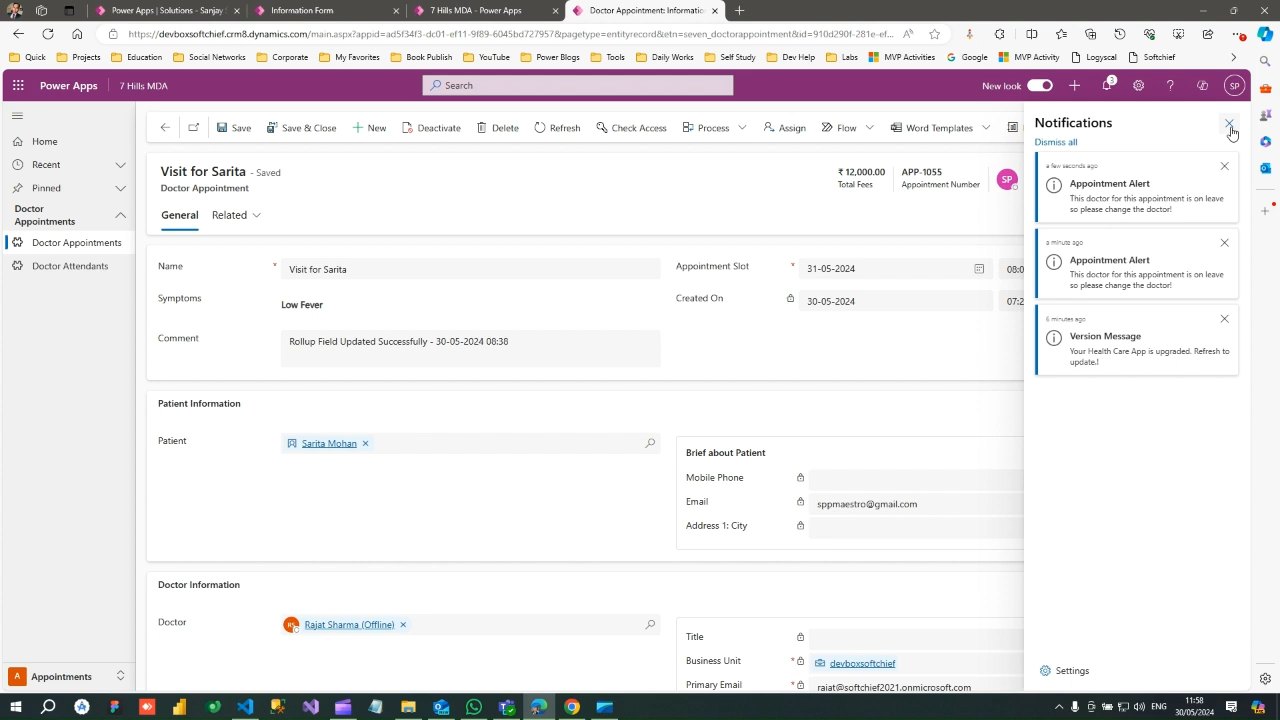 Power Apps | Solutions - Sanjay
Information Form
7 Hills MDA - Power Apps
Doctor Appointment: Informatio
https://devboxsoftchief.crm8.dynamics.com/main.aspx?appid=ad5f34f3-dc01-ef11-9f89-6045bd727957&pagetype=entityrecord&etn=seven_doctorappointment&id=910d290f-281e-ef...
Quick Projects Education Social Networks Corporate My Favorites Book Publish YouTube Power Blogs Tools Daily Works Self Study Dev Help Labs MVP Activities Google MVP Activity Logyscal Softchief
Power Apps 7 Hills MDA Search New look 3 SP
Save Save & Close New Deactivate Delete Refresh Check Access Process Assign Flow Word Templates
Home
Recent
Pinned
Doctor
Appointments
Doctor Appointments
Doctor Attendants
A Appointments
Visit for Sarita - Saved
Doctor Appointment
₹ 12,000.00
Total Fees
APP-1055
Appointment Number
SP
General Related
Name * Visit for Sarita
Appointment Slot * 31-05-2024 08:0
Symptoms Low Fever
Created On 30-05-2024 07:2
Comment Rollup Field Updated Successfully - 30-05-2024 08:38
Patient Information
Patient Sarita Mohan
Brief about Patient
Mobile Phone
Email sppmaestro@gmail.com
Address 1: City
Doctor Information
Doctor RS Rajat Sharma (Offline)
Title
Business Unit * devboxsoftchief
Primary Email * rajat@softchief2021.onmicrosoft.com
Notifications
Dismiss all
a few seconds ago
Appointment Alert
This doctor for this appointment is on leave
so please change the doctor!
a minute ago
Appointment Alert
This doctor for this appointment is on leave
so please change the doctor!
6 minutes ago
Version Message
Your Health Care App is upgraded. Refresh to
update.!
Settings
ENG
11:58
30/05/2024